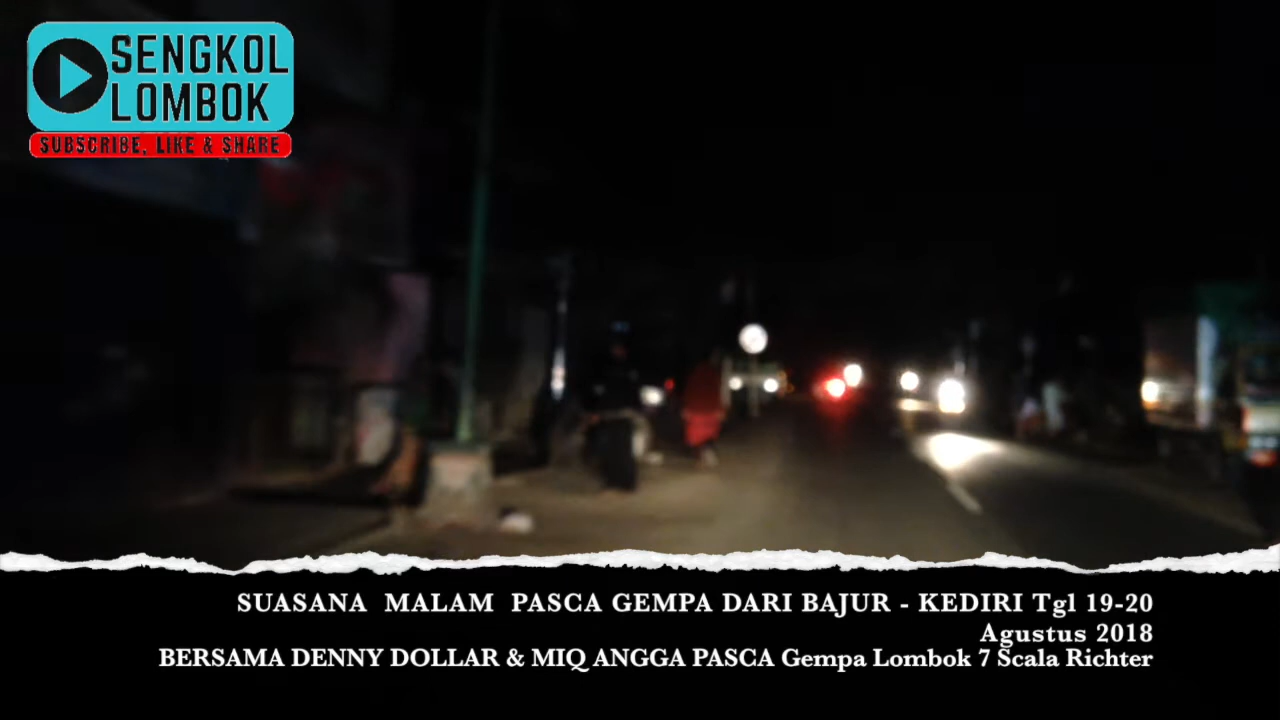 SENGKOL
LOMBOK
SUBSCRIBE, LIKE & SHARE
SUASANA MALAM PASCA GEMPA DARI BAJUR - KEDIRI Tgl 19-20
Agustus 2018
BERSAMA DENNY DOLLAR & MIQ ANGGA PASCA Gempa Lombok 7 Scala Richter